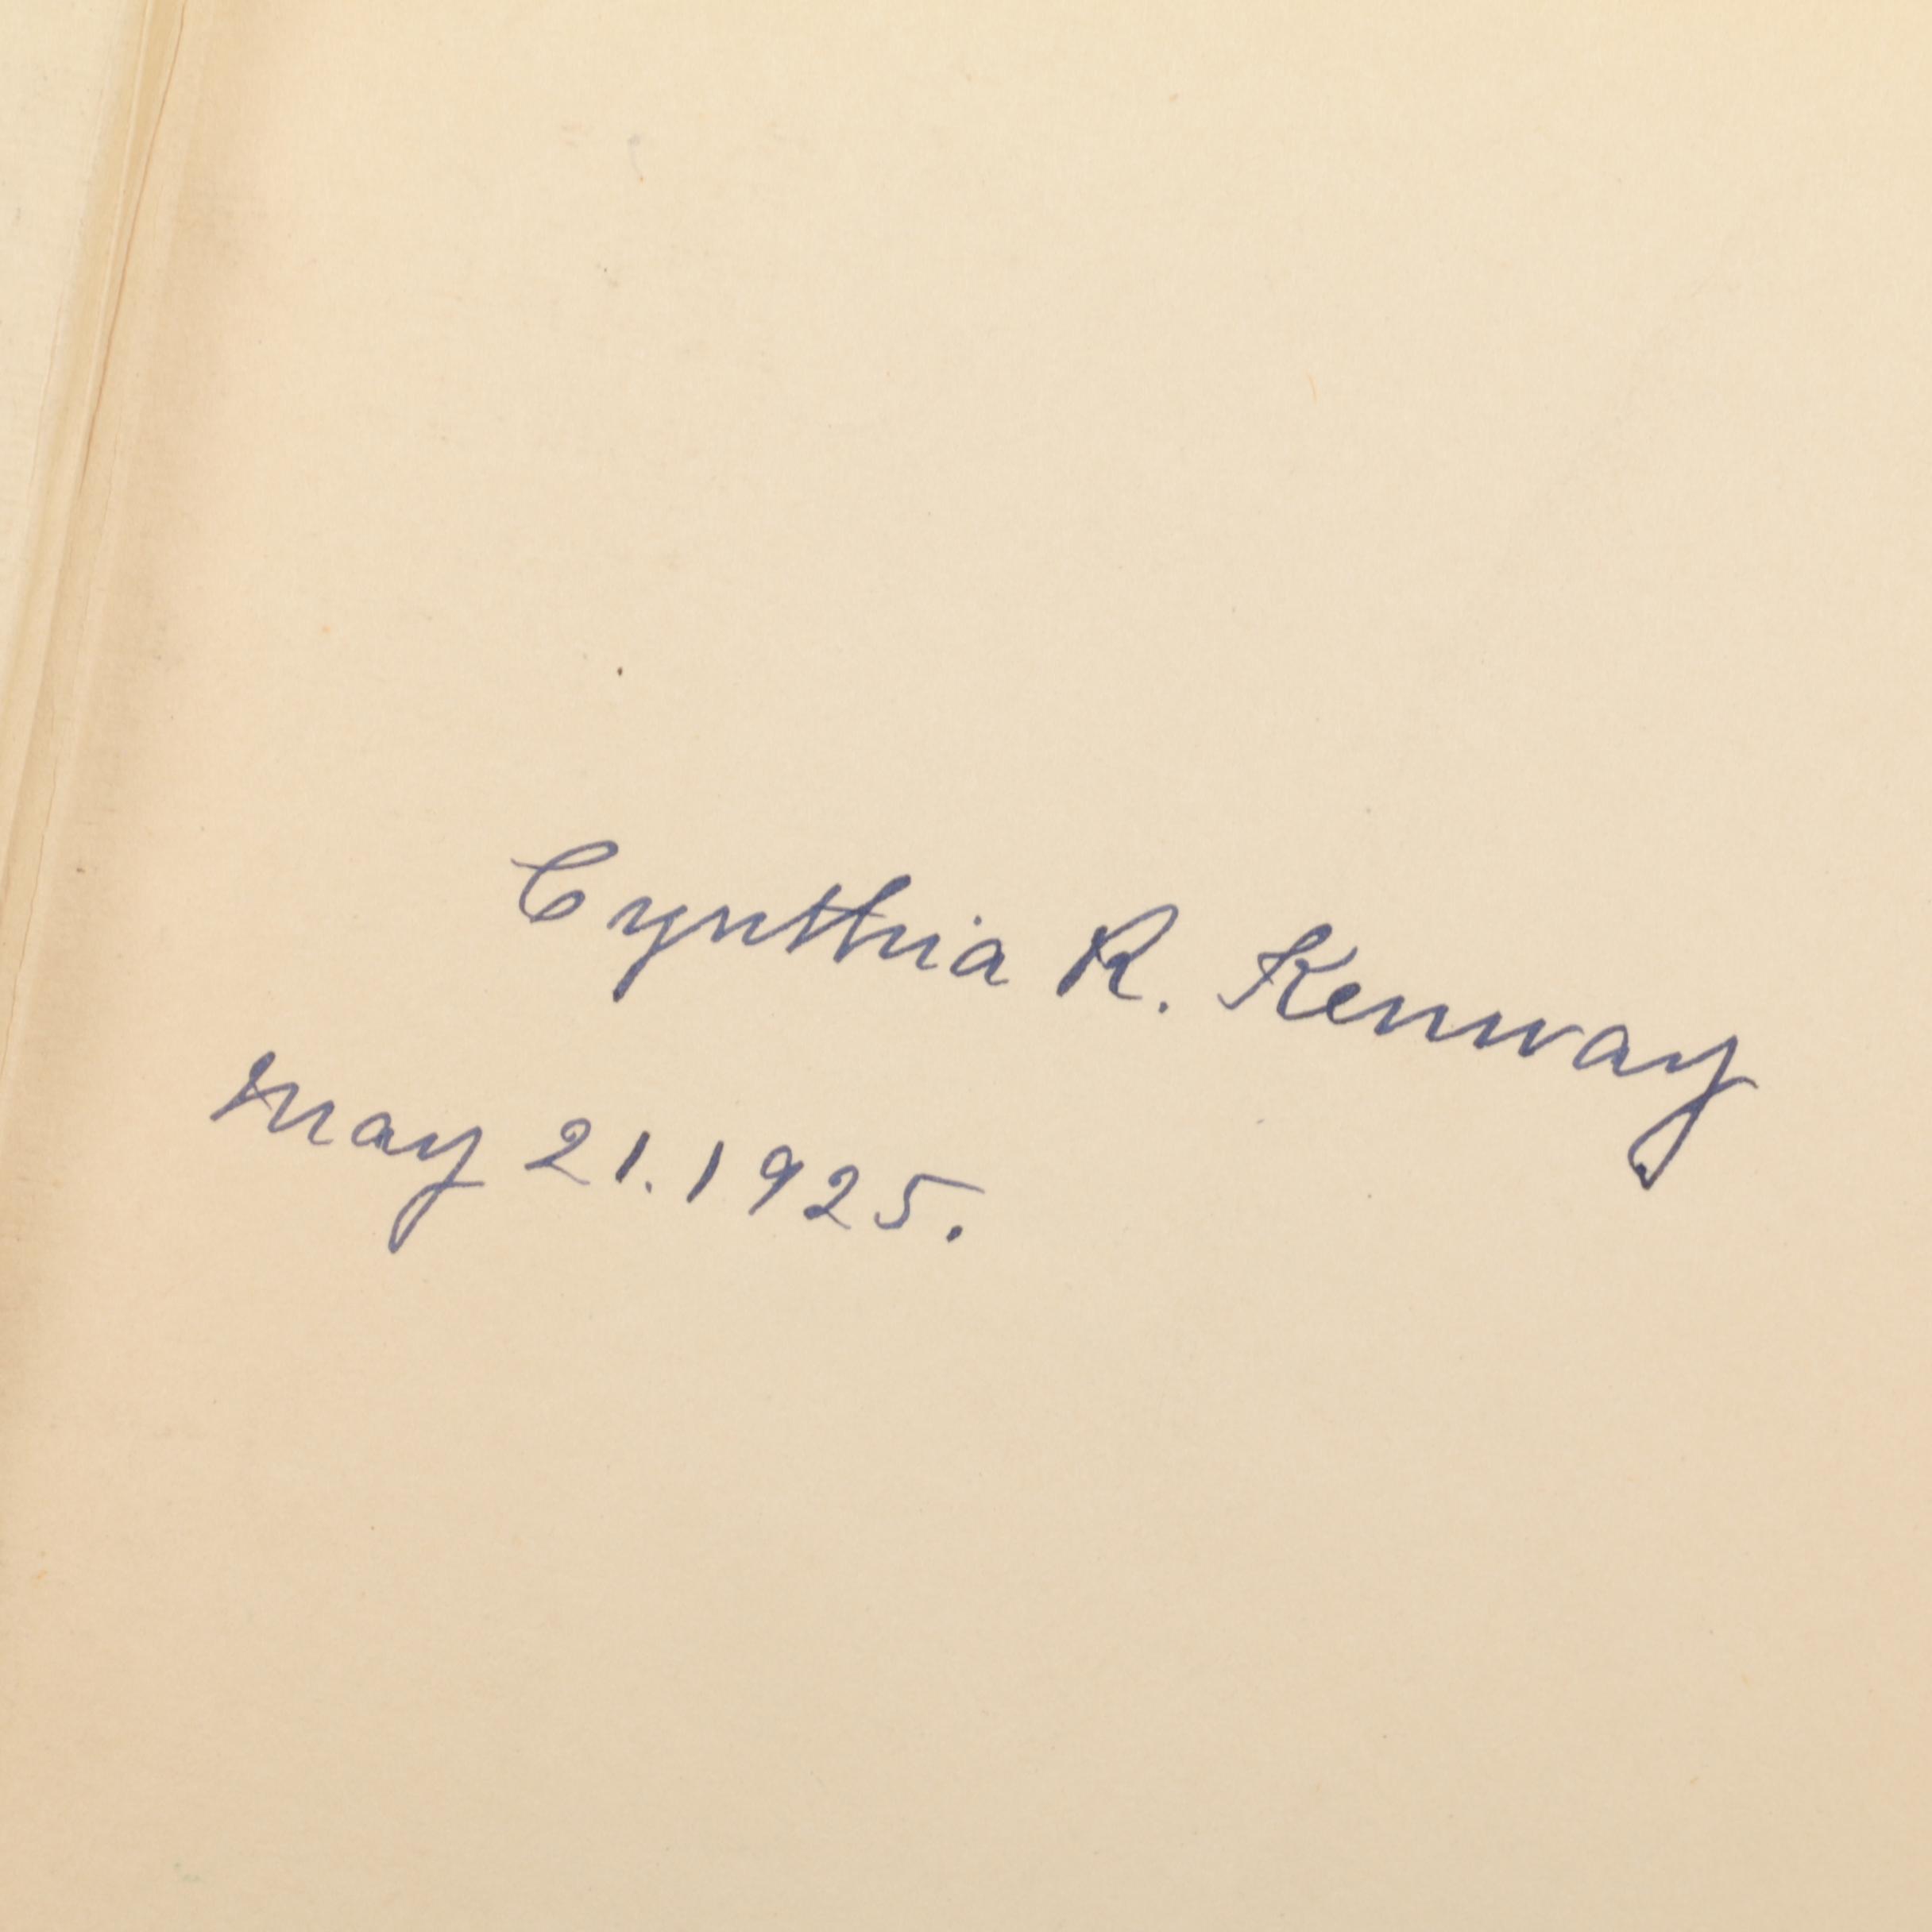 Cynthia R. Kenway
May 21. 1925.